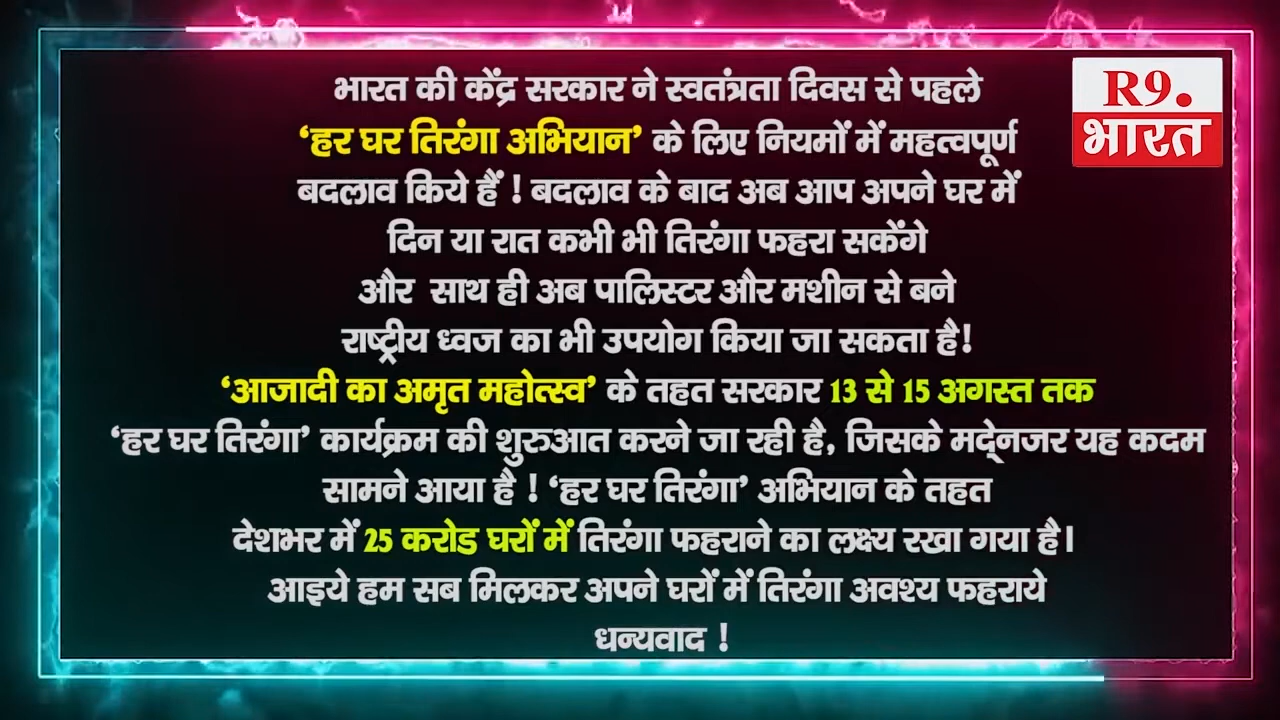 भारत की केंद्र सरकार ने स्वतंत्रता दिवस से पहले
‘हर घर तिरंगा अभियान’ के लिए नियमों में महत्वपूर्ण
बदलाव किये हैं ! बदलाव के बाद अब आप अपने घर में
दिन या रात कभी भी तिरंगा फहरा सकेंगे
और साथ ही अब पालिस्टर और मशीन से बने
राष्ट्रीय ध्वज का भी उपयोग किया जा सकता है!
‘आजादी का अमृत महोत्स्व’ के तहत सरकार 13 से 15 अगस्त तक
‘हर घर तिरंगा’ कार्यक्रम की शुरुआत करने जा रही है, जिसके मद्देनजर यह कदम
सामने आया है ! ‘हर घर तिरंगा’ अभियान के तहत
देशभर में 25 करोड घरों में तिरंगा फहराने का लक्ष्य रखा गया है।
आइये हम सब मिलकर अपने घरों में तिरंगा अवश्य फहराये
धन्यवाद !
R9.
भारत